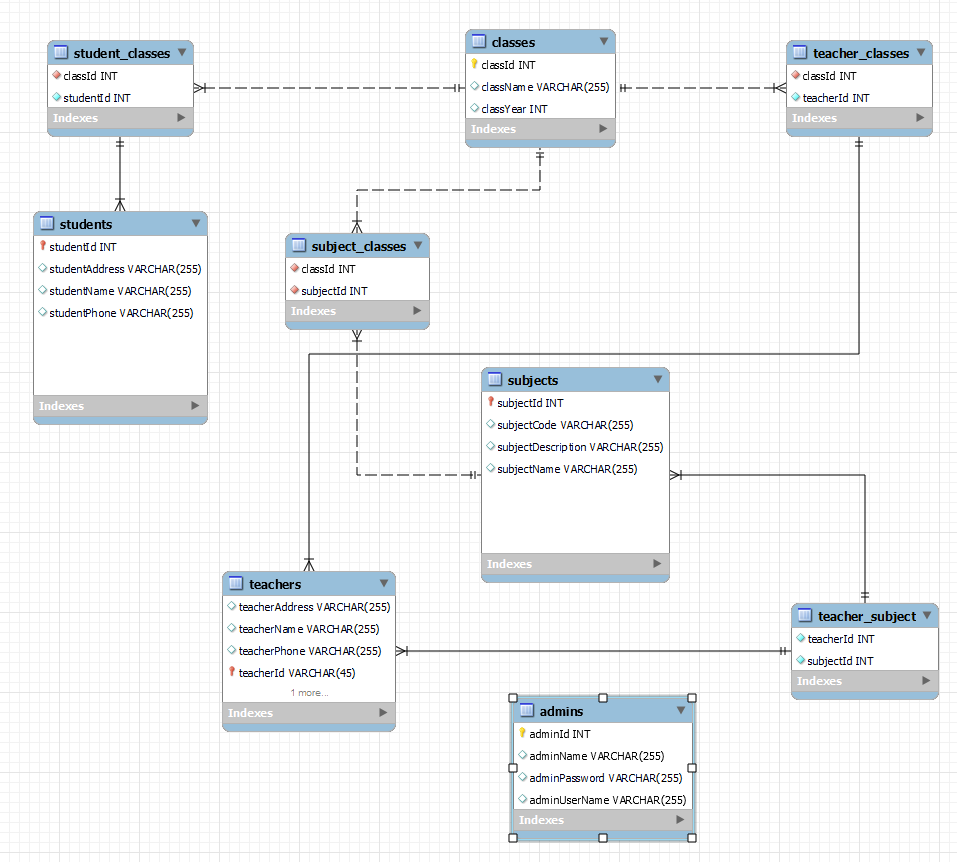 student_classes
classId INT
studentId INT
Indexes
classes
classId INT
className VARCHAR(255)
classYear INT
Indexes
teacher_classes
classId INT
teacherId INT
Indexes
students
studentId INT
studentAddress VARCHAR(255)
studentName VARCHAR(255)
studentPhone VARCHAR(255)
Indexes
subject_classes
classId INT
subjectId INT
Indexes
subjects
subjectId INT
subjectCode VARCHAR(255)
subjectDescription VARCHAR(255)
subjectName VARCHAR(255)
Indexes
teachers
teacherAddress VARCHAR(255)
teacherName VARCHAR(255)
teacherPhone VARCHAR(255)
teacherId VARCHAR(45)
1 more...
Indexes
teacher_subject
teacherId INT
subjectId INT
Indexes
admins
adminId INT
adminName VARCHAR(255)
adminPassword VARCHAR(255)
adminUserName VARCHAR(255)
Indexes